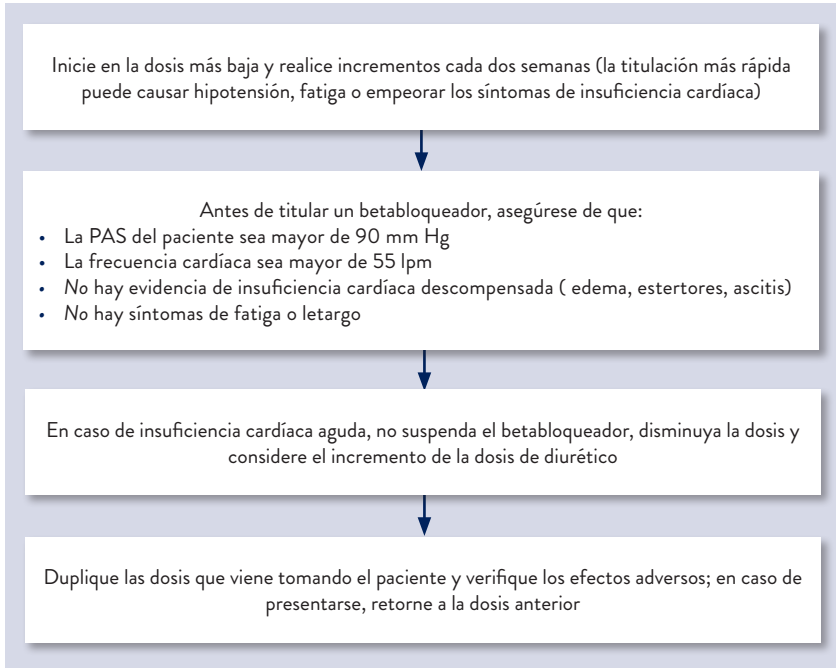 Inicie en la dosis más baja y realice incrementos cada dos semanas (la titulación más rápida
puede causar hipotensión, fatiga o empeorar los síntomas de insuficiencia cardíaca)
Antes de titular un betabloqueador, asegúrese de que:
• La PAS del paciente sea mayor de 90 mm Hg
• La frecuencia cardíaca sea mayor de 55 lpm
• No hay evidencia de insuficiencia cardíaca descompensada ( edema, estertores, ascitis)
• No hay síntomas de fatiga o letargo
En caso de insuficiencia cardíaca aguda, no suspenda el betabloqueador, disminuya la dosis y
considere el incremento de la dosis de diurético
Duplique las dosis que viene tomando el paciente y verifique los efectos adversos; en caso de
presentarse, retorne a la dosis anterior